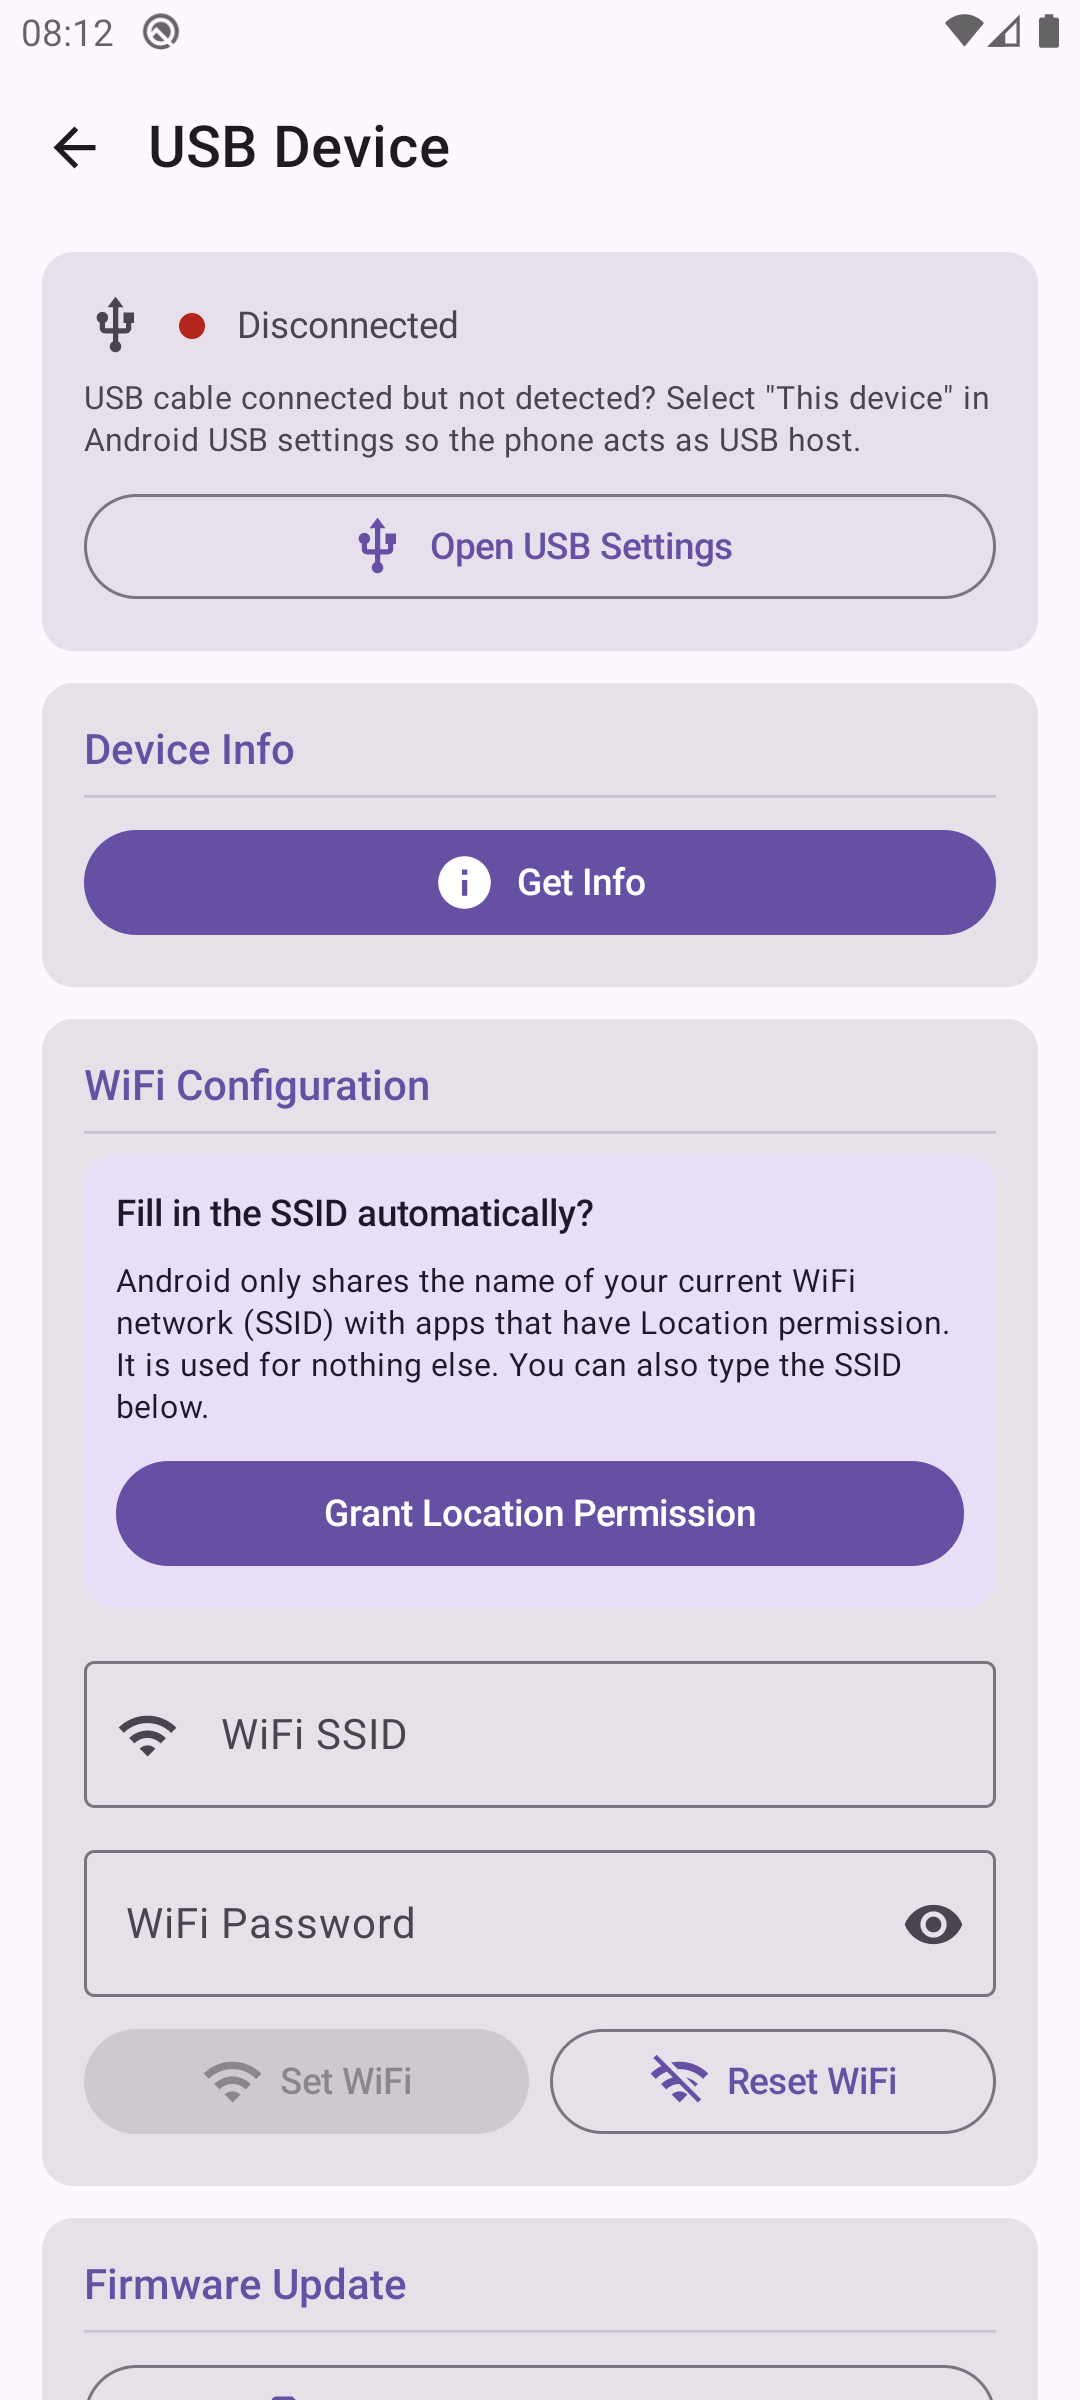 08:12
USB Device
Disconnected
USB cable connected but not detected? Select "This device" in
Android USB settings so the phone acts as USB host.
Open USB Settings
Device Info
Get Info
WiFi Configuration
Fill in the SSID automatically?
Android only shares the name of your current WiFi
network (SSID) with apps that have Location permission.
It is used for nothing else. You can also type the SSID
below.
Grant Location Permission
WiFi SSID
WiFi Password
Set WiFi
Reset WiFi
Firmware Update